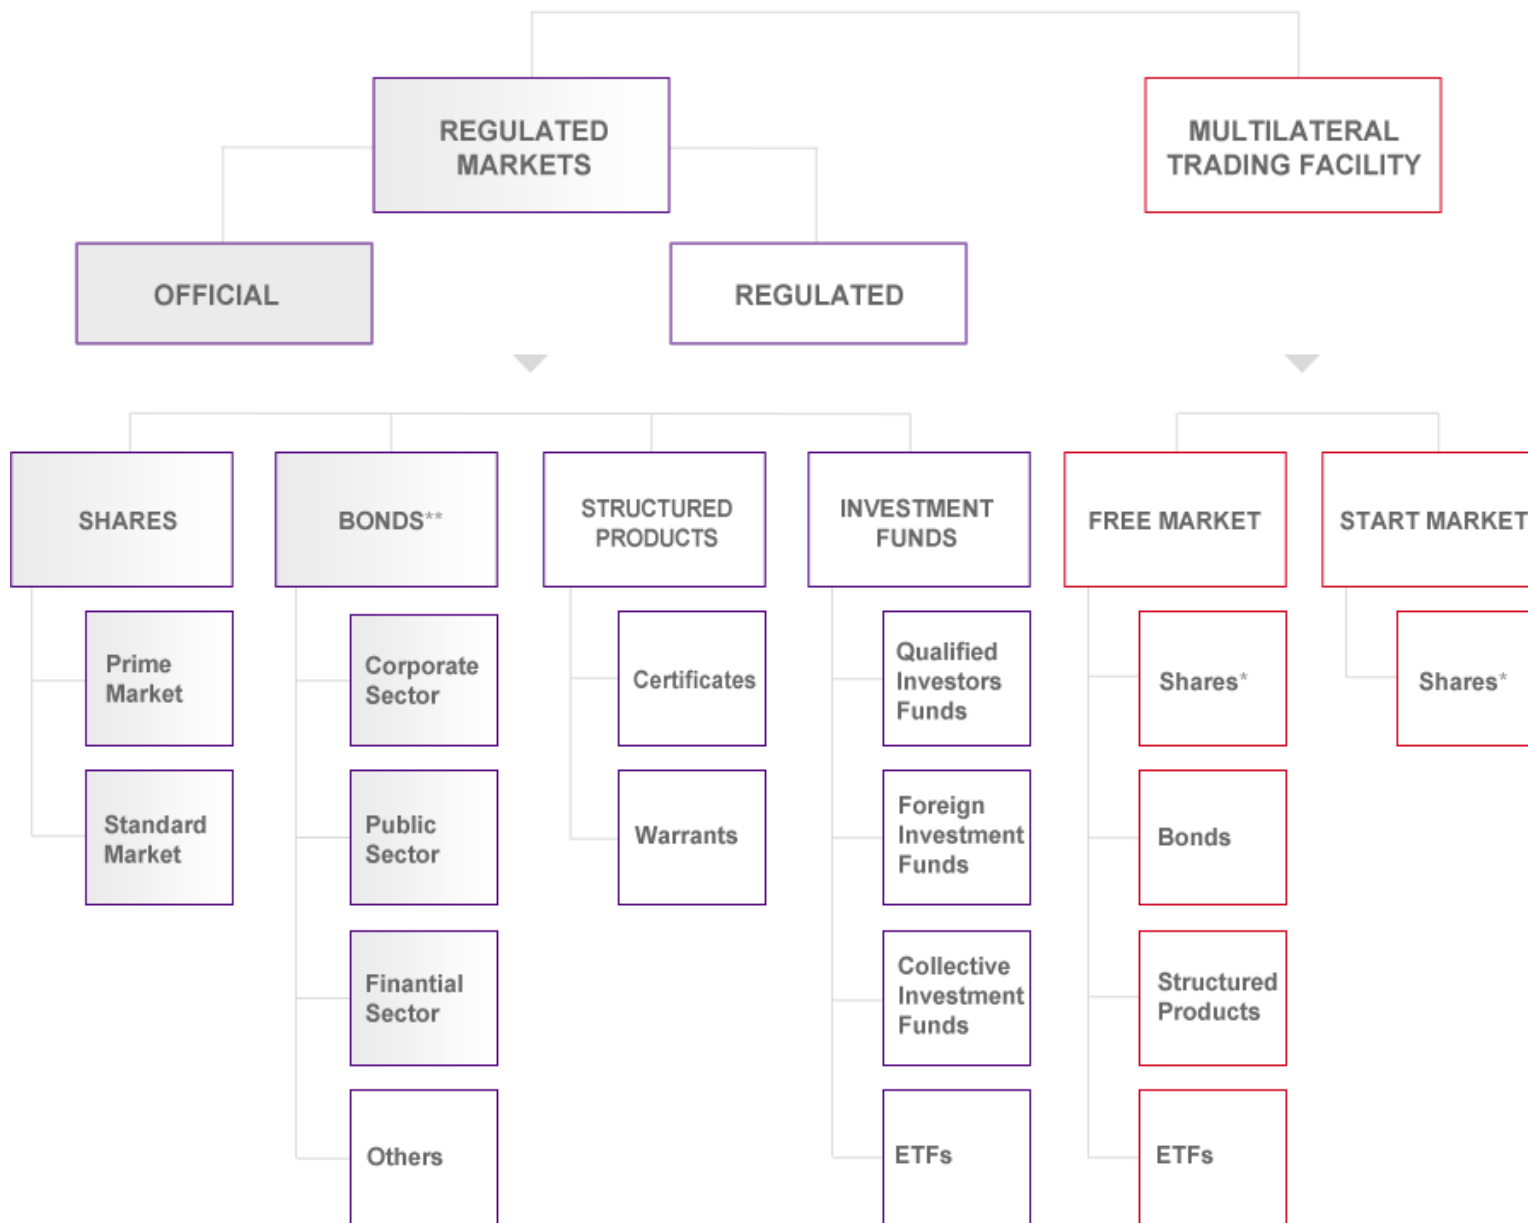 REGULATED
MARKETS
MULTILATERAL
TRADING FACILITY
OFFICIAL
REGULATED
SHARES
BONDS**
STRUCTURED
PRODUCTS
INVESTMENT
FUNDS
FREE MARKET
START MARKET
Prime
Market
Standard
Market
Corporate
Sector
Public
Sector
Finantial
Sector
Others
Certificates
Warrants
Qualified
Investors
Funds
Foreign
Investment
Funds
Collective
Investment
Funds
ETFs
Shares*
Bonds
Structured
Products
ETFs
Shares*